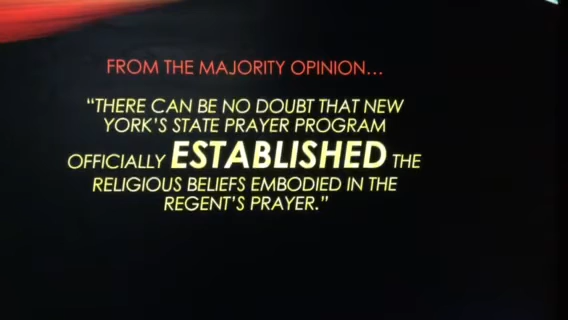 FROM THE MAJORITY OPINION…
“THERE CAN BE NO DOUBT THAT NEW
YORK’S STATE PRAYER PROGRAM
OFFICIALLY ESTABLISHED THE
RELIGIOUS BELIEFS EMBODIED IN THE
REGENT’S PRAYER.”